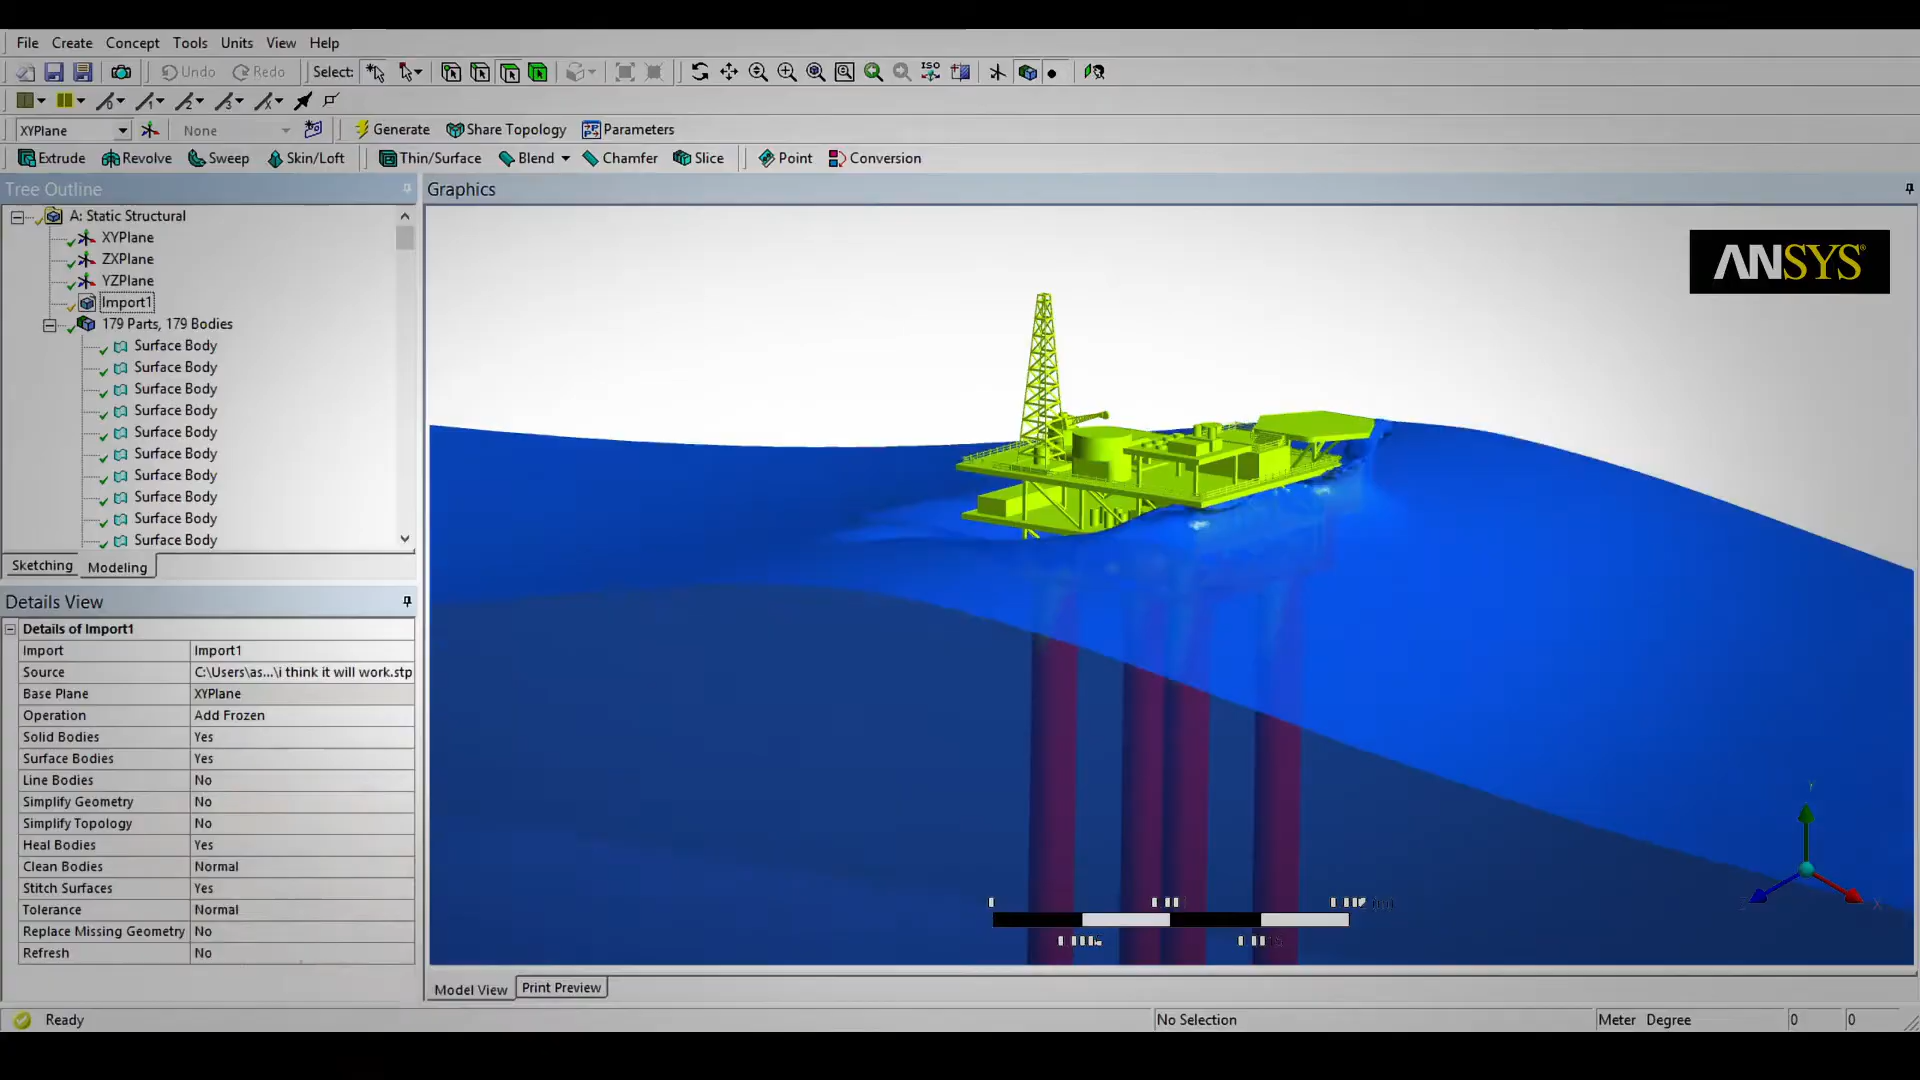 File Create Concept Tools Units View Help
Undo Redo Select: ISO
XYPlane None Generate Share Topology Parameters
Extrude Revolve Sweep Skin/Loft Thin/Surface Blend Chamfer Slice Point Conversion
Tree Outline
A: Static Structural
XYPlane
ZXPlane
YZPlane
Import1
179 Parts, 179 Bodies
Surface Body
Surface Body
Surface Body
Surface Body
Surface Body
Surface Body
Surface Body
Surface Body
Surface Body
Surface Body
Sketching Modeling
Details View
Details of Import1
Import Import1
Source C:\Users\as...\i think it will work.stp
Base Plane XYPlane
Operation Add Frozen
Solid Bodies Yes
Surface Bodies Yes
Line Bodies No
Simplify Geometry No
Simplify Topology No
Heal Bodies Yes
Clean Bodies Normal
Stitch Surfaces Yes
Tolerance Normal
Replace Missing Geometry No
Refresh No
Graphics
ANSYS®
Y
X
Model View Print Preview
Ready No Selection Meter Degree 0 0